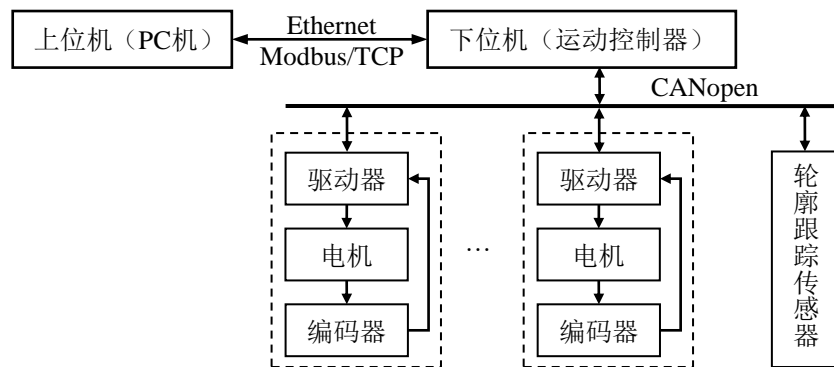 上位机（PC机）
Ethernet
Modbus/TCP
下位机（运动控制器）
CANopen
驱动器
电机
编码器
…
驱动器
电机
编码器
轮廓跟踪传感器